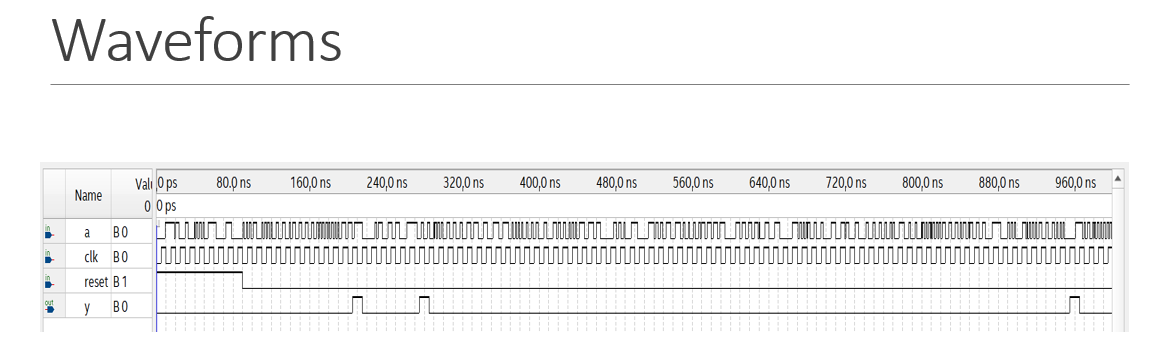 Waveforms
Name Valu 0 ps 80,0 ns 160,0 ns 240,0 ns 320,0 ns 400,0 ns 480,0 ns 560,0 ns 640,0 ns 720,0 ns 800,0 ns 880,0 ns 960,0 ns
0 0 ps
in a B 0
in clk B 0
in reset B 1
out y B 0